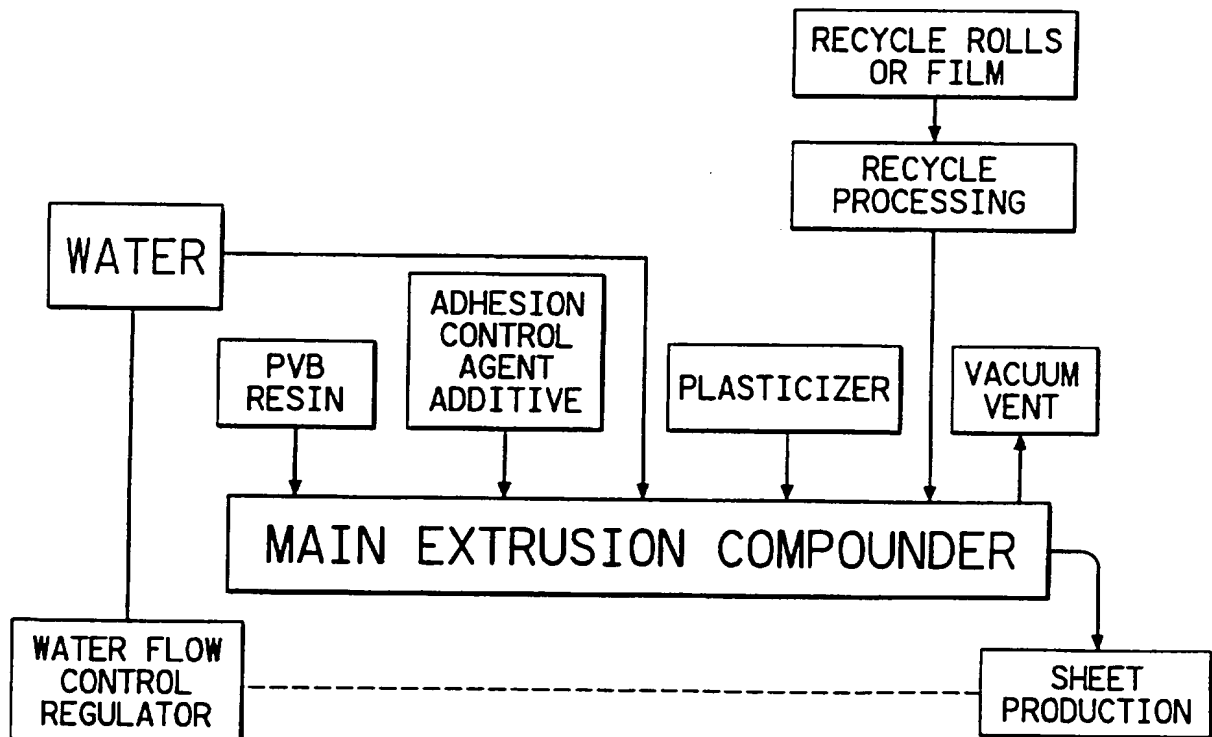 RECYCLE ROLLS
OR FILM
RECYCLE
PROCESSING
WATER
ADHESION
CONTROL
AGENT
ADDITIVE
PVB
RESIN
PLASTICIZER
VACUUM
VENT
MAIN EXTRUSION COMPOUNDER
WATER FLOW
CONTROL
REGULATOR
SHEET
PRODUCTION